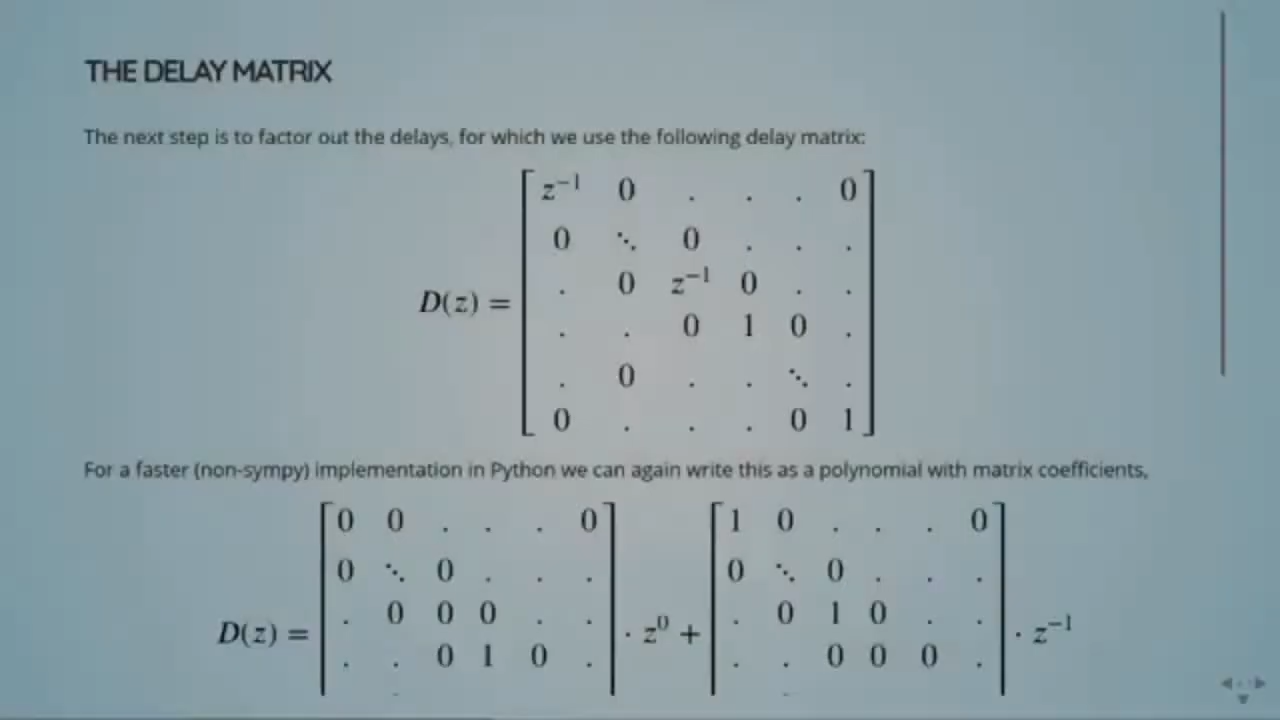 THE DELAY MATRIX
The next step is to factor out the delays, for which we use the following delay matrix:
z⁻¹ 0 . . . 0
0 ⋱ 0 . . .
. 0 z⁻¹ 0 . .
D(z) =
. . 0 1 0 .
. 0 . . ⋱ .
0 . . . 0 1
For a faster (non-sympy) implementation in Python we can again write this as a polynomial with matrix coefficients,
0 0 . . . 0 1 0 . . . 0
0 ⋱ 0 . . . 0 ⋱ 0 . . .
. 0 0 0 . . . 0 1 0 . .
D(z) = · z⁰ + · z⁻¹
. . 0 1 0 . . . 0 0 0 .